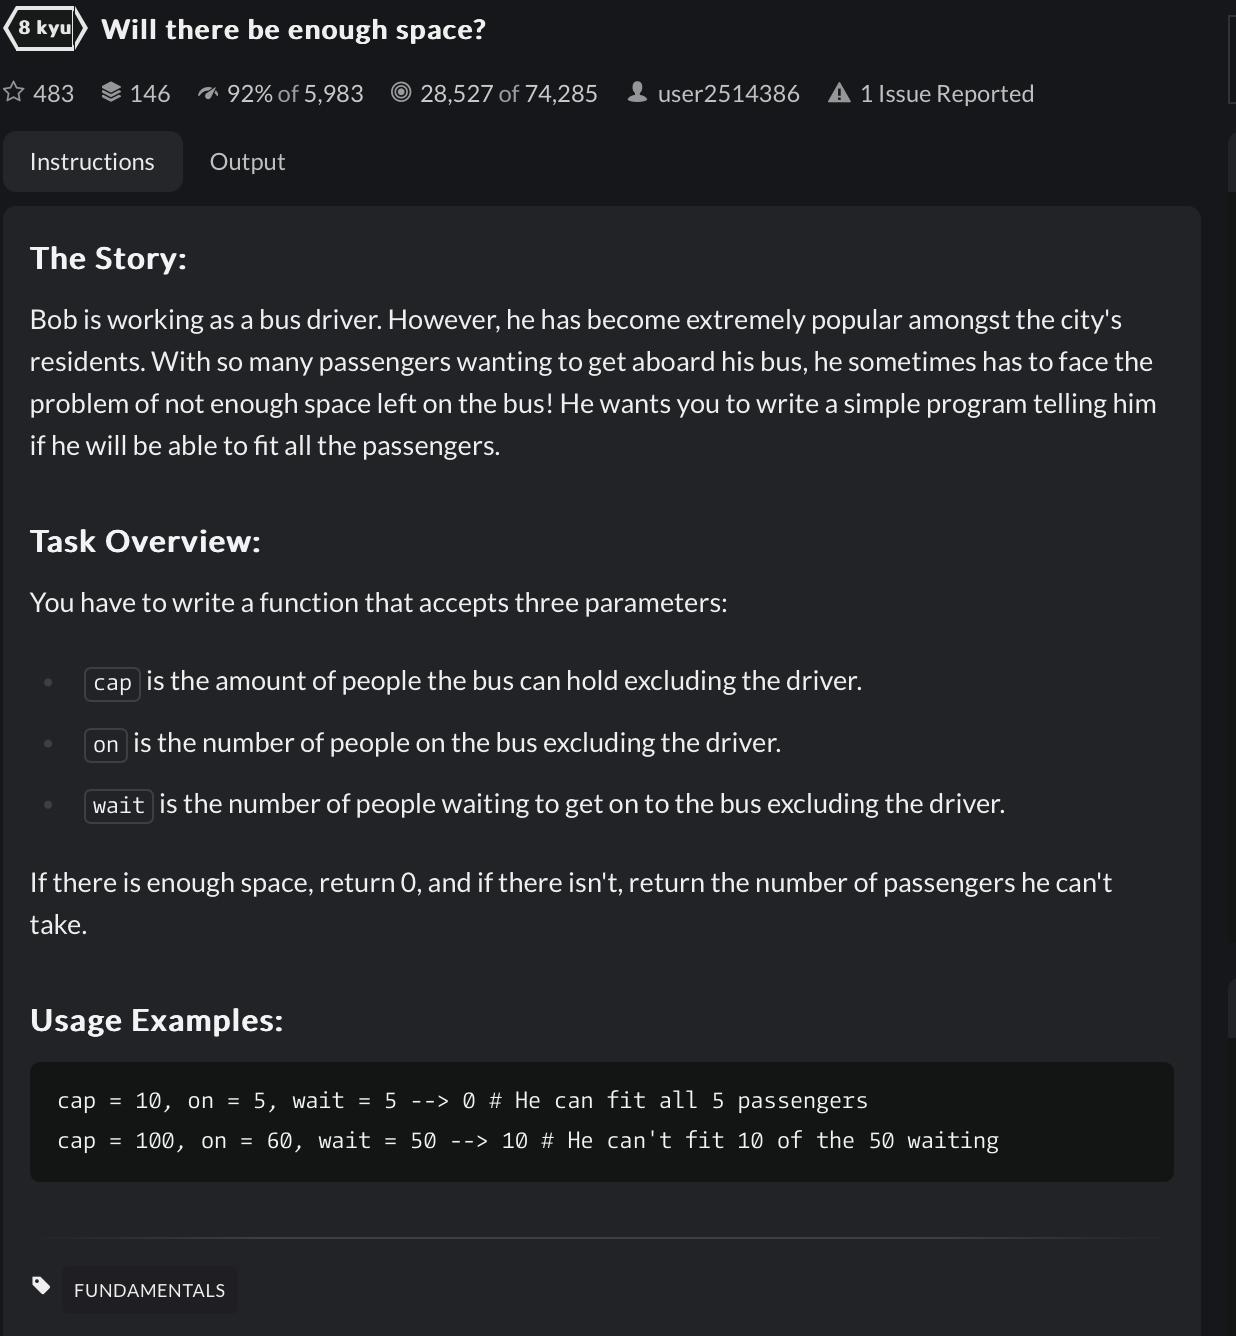 8 kyu Will there be enough space?
483 146 92% of 5,983 28,527 of 74,285 user2514386 1 Issue Reported
Instructions Output
The Story:
Bob is working as a bus driver. However, he has become extremely popular amongst the city's
residents. With so many passengers wanting to get aboard his bus, he sometimes has to face the
problem of not enough space left on the bus! He wants you to write a simple program telling him
if he will be able to fit all the passengers.
Task Overview:
You have to write a function that accepts three parameters:
• cap is the amount of people the bus can hold excluding the driver.
• on is the number of people on the bus excluding the driver.
• wait is the number of people waiting to get on to the bus excluding the driver.
If there is enough space, return 0, and if there isn't, return the number of passengers he can't
take.
Usage Examples:
cap = 10, on = 5, wait = 5 --> 0 # He can fit all 5 passengers
cap = 100, on = 60, wait = 50 --> 10 # He can't fit 10 of the 50 waiting
FUNDAMENTALS